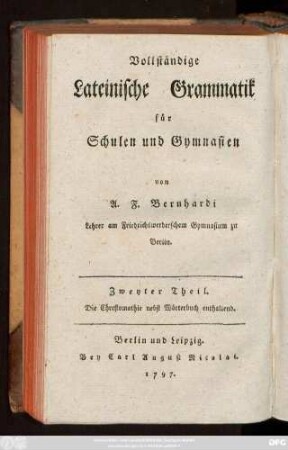 Vollständige
Lateinische Grammatik
für
Schulen und Gymnasien
von
A. F. Bernhardi
Lehrer am Friedrichswerderschem Gymnasium zu
Berlin.
Zweyter Theil.
Die Chrestomathie nebst Wörterbuch enthaltend.
Berlin und Leipzig.
Bey Carl August Nicolai.
1797.